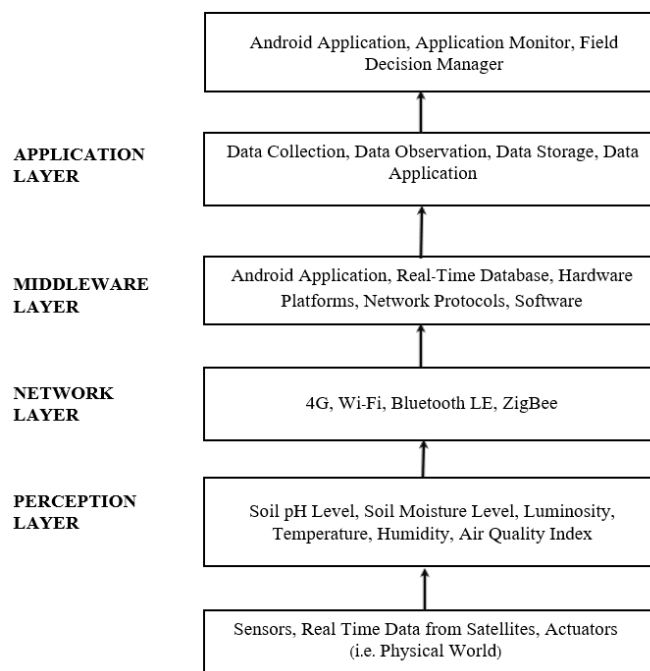 Android Application, Application Monitor, Field
Decision Manager
APPLICATION
LAYER
Data Collection, Data Observation, Data Storage, Data
Application
MIDDLEWARE
LAYER
Android Application, Real-Time Database, Hardware
Platforms, Network Protocols, Software
NETWORK
LAYER
4G, Wi-Fi, Bluetooth LE, ZigBee
PERCEPTION
LAYER
Soil pH Level, Soil Moisture Level, Luminosity,
Temperature, Humidity, Air Quality Index
Sensors, Real Time Data from Satellites, Actuators
(i.e. Physical World)